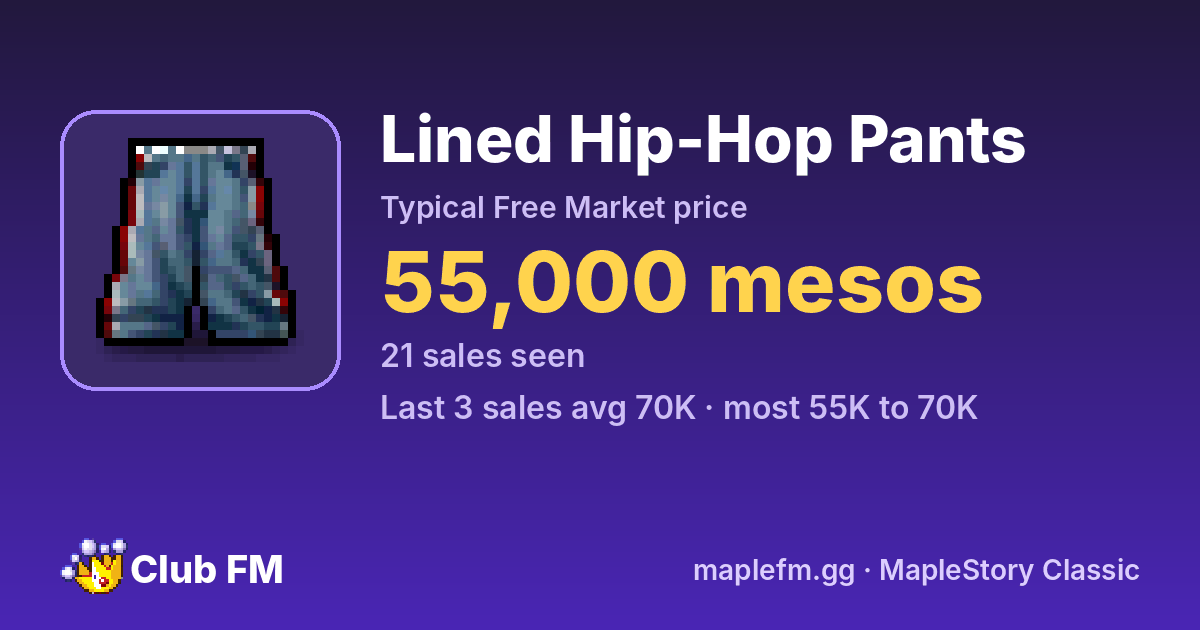 Lined Hip-Hop Pants
Typical Free Market price
55,000 mesos
21 sales seen
Last 3 sales avg 70K · most 55K to 70K
Club FM
maplefm.gg · MapleStory Classic